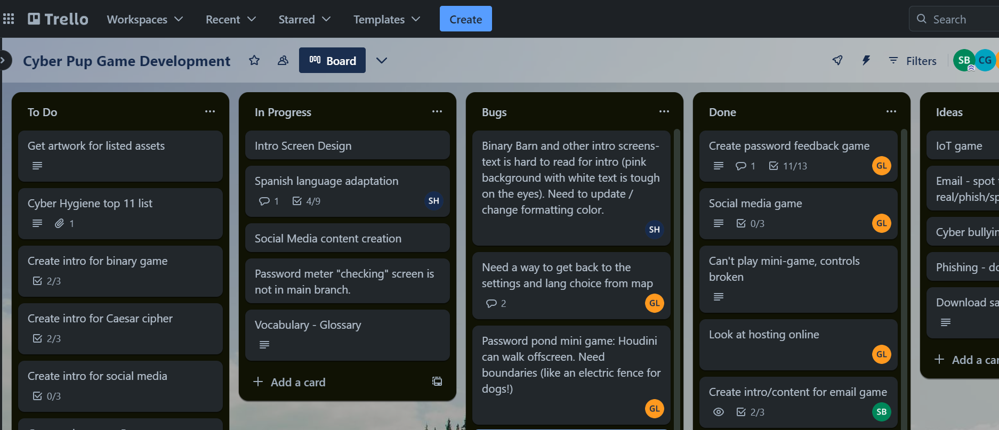 Trello
Workspaces
Recent
Starred
Templates
Create
Search
Cyber Pup Game Development
Board
Filters
SB
CG
To Do
Get artwork for listed assets
Cyber Hygiene top 11 list
1
Create intro for binary game
2/3
Create intro for Caesar cipher
2/3
Create intro for social media
0/3
In Progress
Intro Screen Design
Spanish language adaptation
1
4/9
SH
Social Media content creation
Password meter "checking" screen is
not in main branch.
Vocabulary - Glossary
Add a card
Bugs
Binary Barn and other intro screens-
text is hard to read for intro (pink
background with white text is tough
on the eyes). Need to update /
change formatting color.
SH
Need a way to get back to the
settings and lang choice from map
2
GL
Password pond mini game: Houdini
can walk offscreen. Need
boundaries (like an electric fence for
dogs!)
GL
Done
Create password feedback game
1
11/13
GL
Social media game
0/3
GL
Can't play mini-game, controls
broken
Look at hosting online
GL
Create intro/content for email game
2/3
SB
Ideas
IoT game
Email - spot
real/phish/sp
Cyber bullyin
Phishing - do
Download sa
Add a car